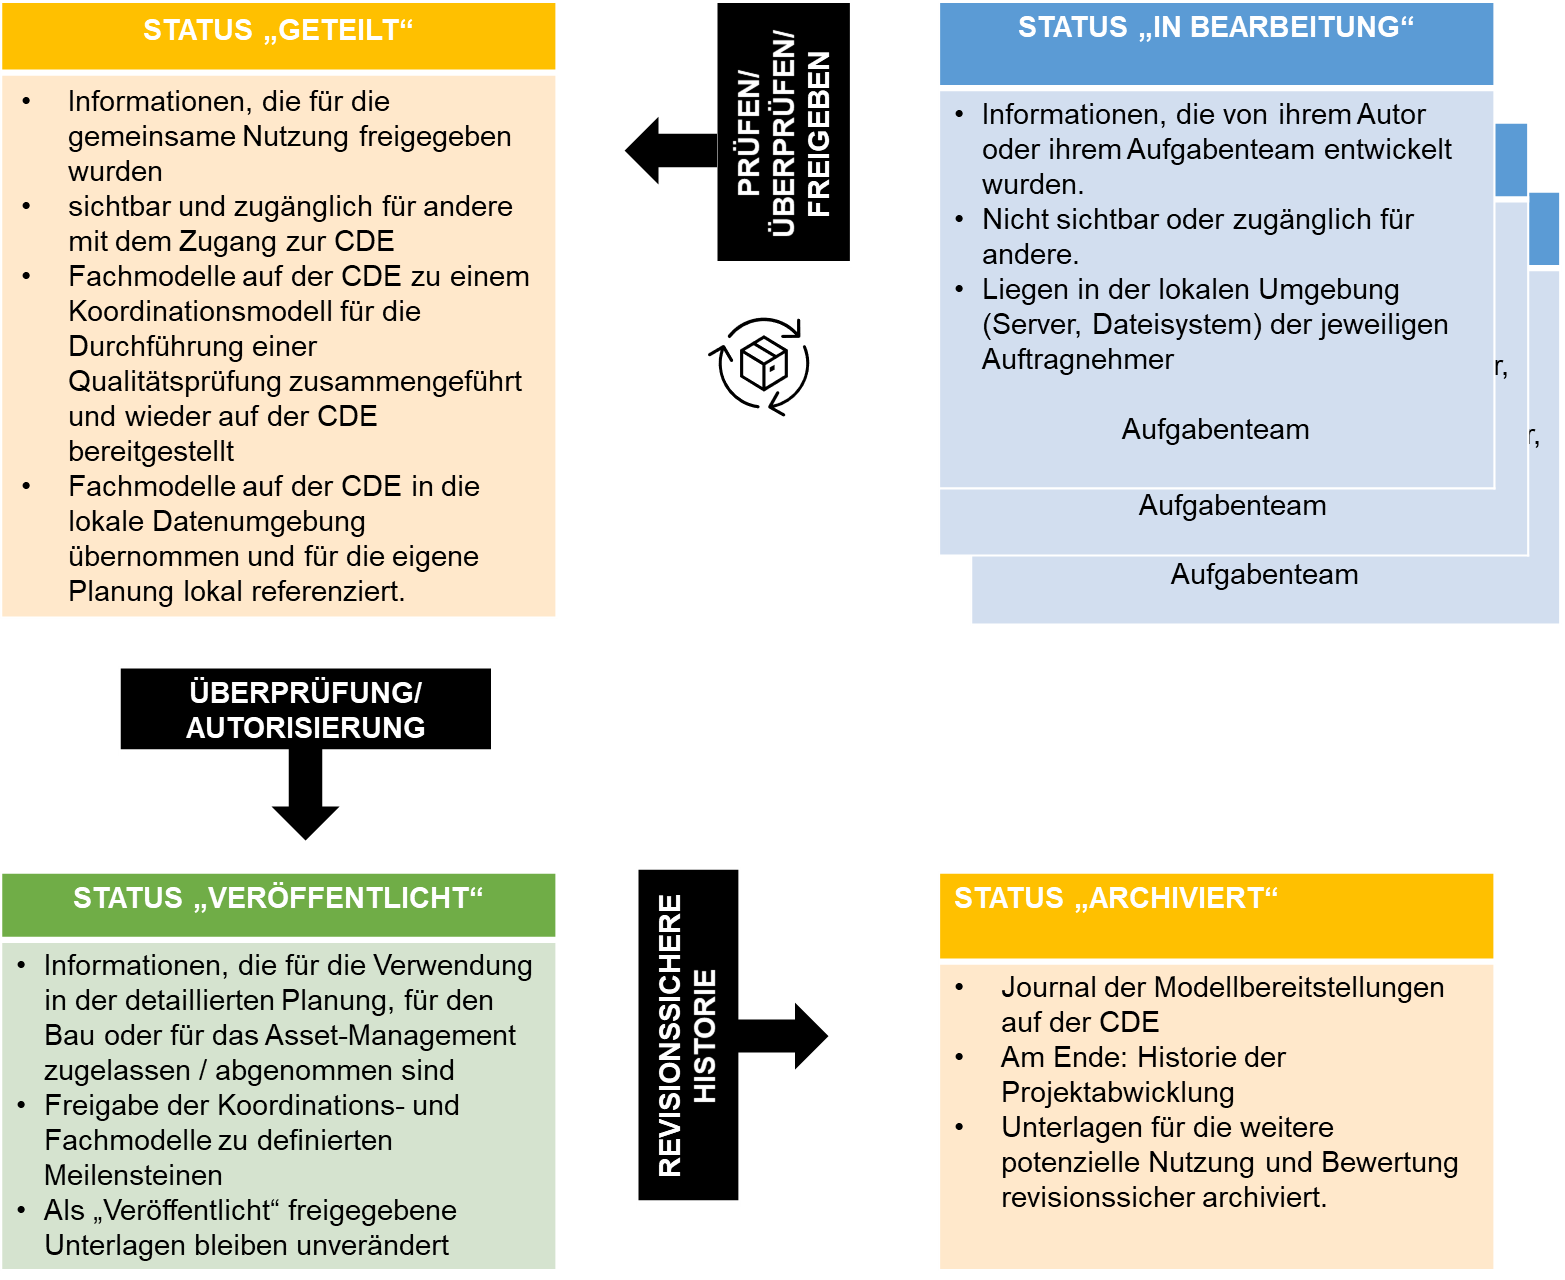 STATUS „GETEILT“
• Informationen, die für die
gemeinsame Nutzung freigegeben
wurden
• sichtbar und zugänglich für andere
mit dem Zugang zur CDE
• Fachmodelle auf der CDE zu einem
Koordinationsmodell für die
Durchführung einer
Qualitätsprüfung zusammengeführt
und wieder auf der CDE
bereitgestellt
• Fachmodelle auf der CDE in die
lokale Datenumgebung
übernommen und für die eigene
Planung lokal referenziert.
PRÜFEN/
ÜBERPRÜFEN/
FREIGEBEN
STATUS „IN BEARBEITUNG“
• Informationen, die von ihrem Autor
oder ihrem Aufgabenteam entwickelt
wurden.
• Nicht sichtbar oder zugänglich für
andere.
• Liegen in der lokalen Umgebung
(Server, Dateisystem) der jeweiligen
Auftragnehmer
r,
Aufgabenteam
r,
Aufgabenteam
Aufgabenteam
ÜBERPRÜFUNG/
AUTORISIERUNG
STATUS „VERÖFFENTLICHT“
• Informationen, die für die Verwendung
in der detaillierten Planung, für den
Bau oder für das Asset-Management
zugelassen / abgenommen sind
• Freigabe der Koordinations- und
Fachmodelle zu definierten
Meilensteinen
• Als „Veröffentlicht“ freigegebene
Unterlagen bleiben unverändert
REVISIONSSICHERE
HISTORIE
STATUS „ARCHIVIERT“
• Journal der Modellbereitstellungen
auf der CDE
• Am Ende: Historie der
Projektabwicklung
• Unterlagen für die weitere
potenzielle Nutzung und Bewertung
revisionssicher archiviert.